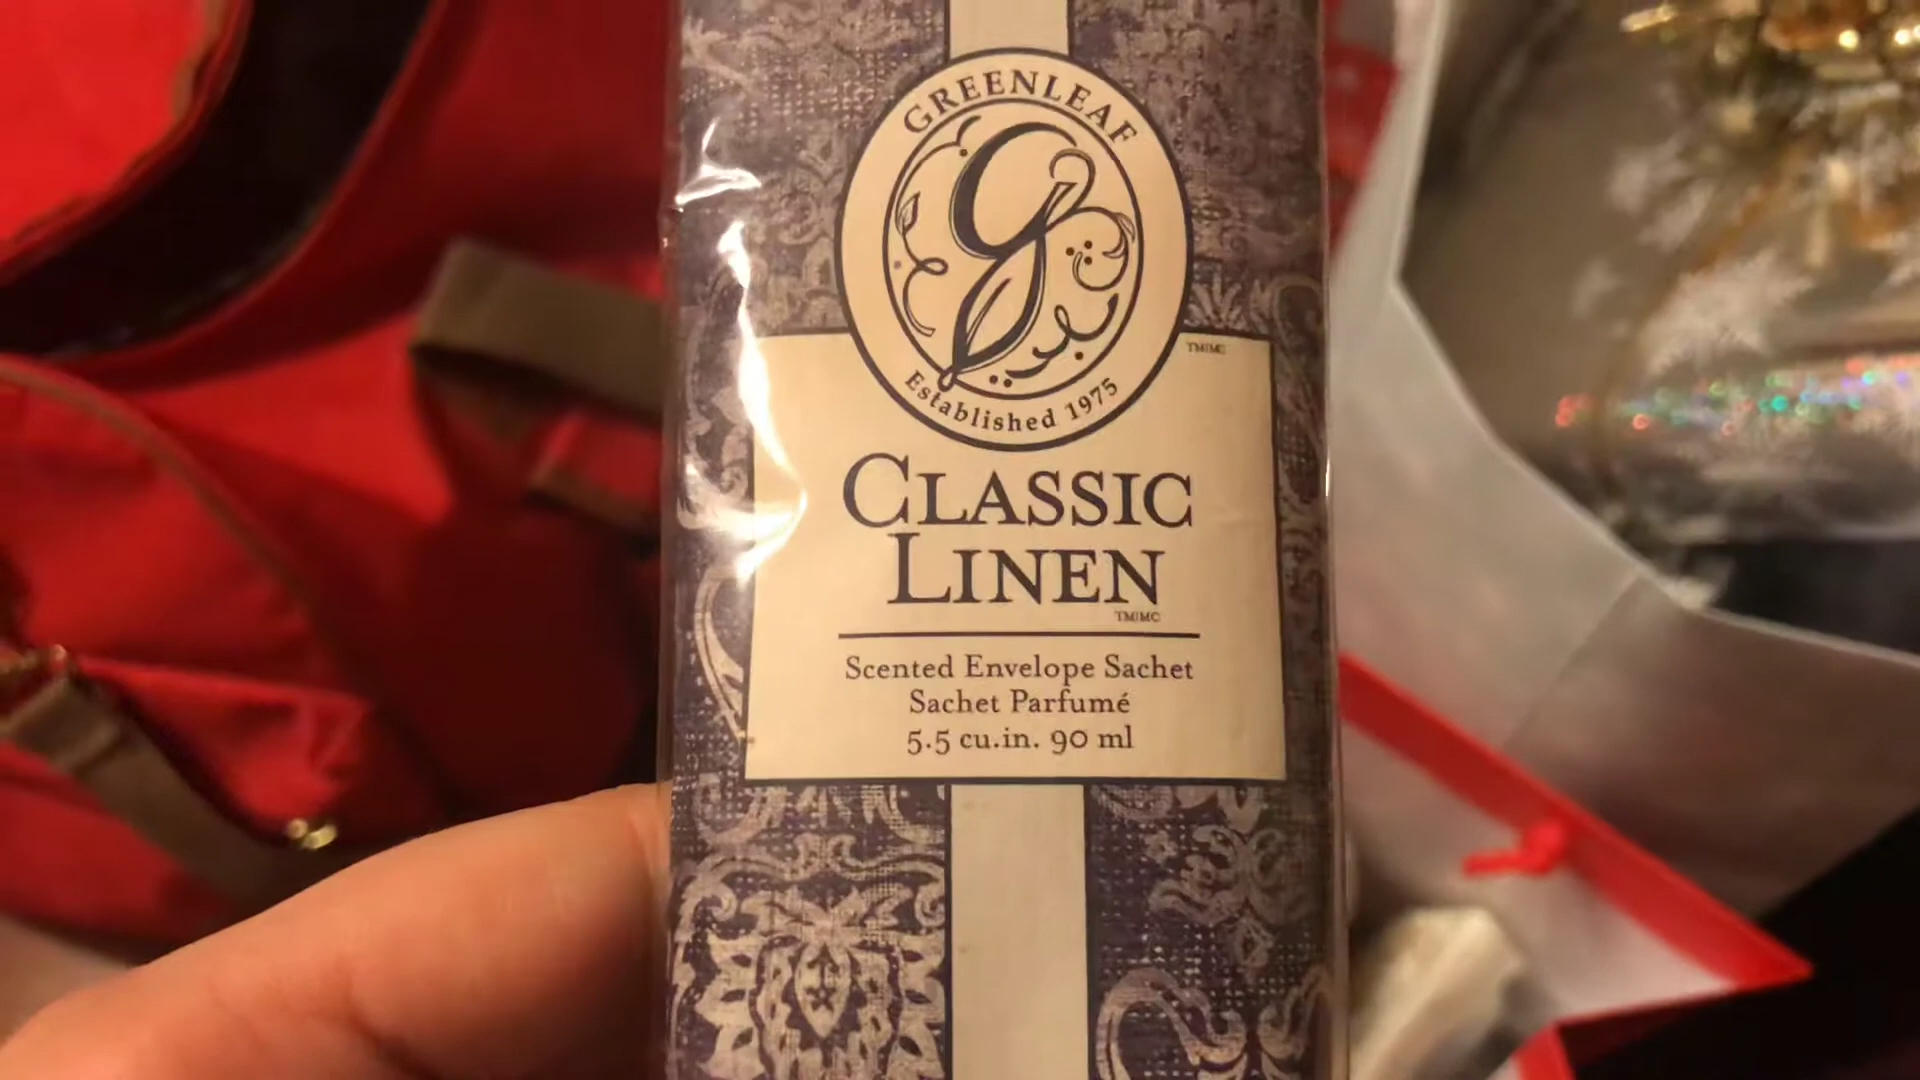 GREENLEAF
Established 1975
TM/MC
CLASSIC
LINEN
TM/MC
Scented Envelope Sachet
Sachet Parfumé
5.5 cu.in. 90 ml